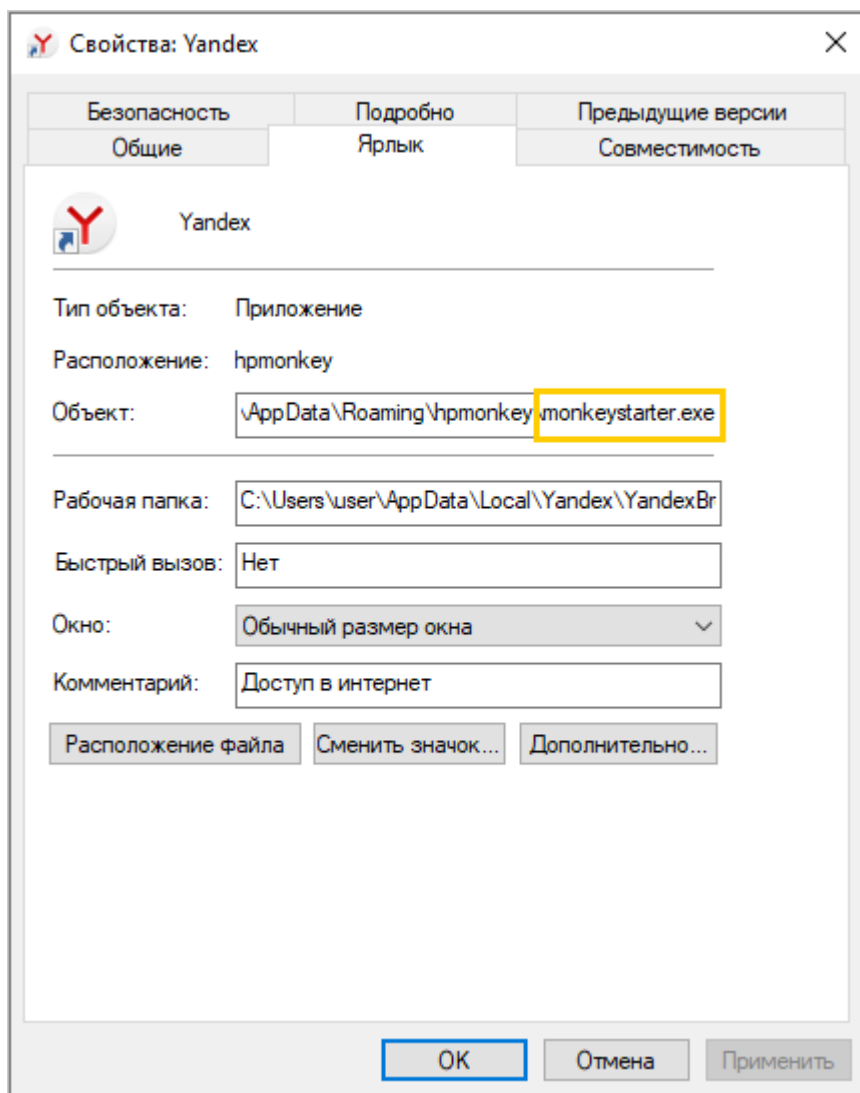 Свойства: Yandex
Безопасность Подробно Предыдущие версии
Общие Ярлык Совместимость
Yandex
Тип объекта: Приложение
Расположение: hpmonkey
Объект: \AppData\Roaming\hpmonkey\monkeystarter.exe
Рабочая папка: C:\Users\user\AppData\Local\Yandex\YandexBr
Быстрый вызов: Нет
Окно: Обычный размер окна
Комментарий: Доступ в интернет
Расположение файла Сменить значок... Дополнительно...
OK Отмена Применить